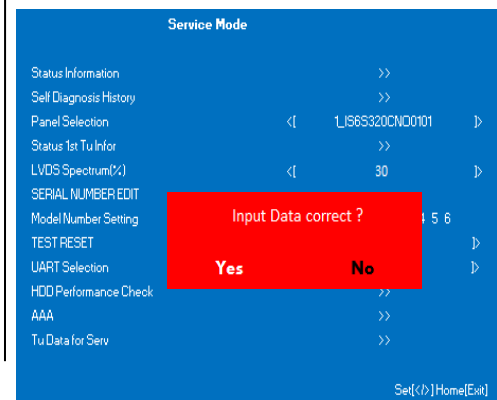 Service Mode
Status Information >>
Self Diagnosis History >>
Panel Selection <[ 1_IS6S320CNO0101 ]>
Status 1st Tu Infor >>
LVDS Spectrum(%) <[ 30 ]>
SERIAL NUMBER EDIT
Model Number Setting 4 5 6
Input Data correct ?
TEST RESET ]>
UART Selection ]>
Yes No
HDD Performance Check >>
AAA >>
Tu Data for Serv >>
Set[</>] Home[Exit]